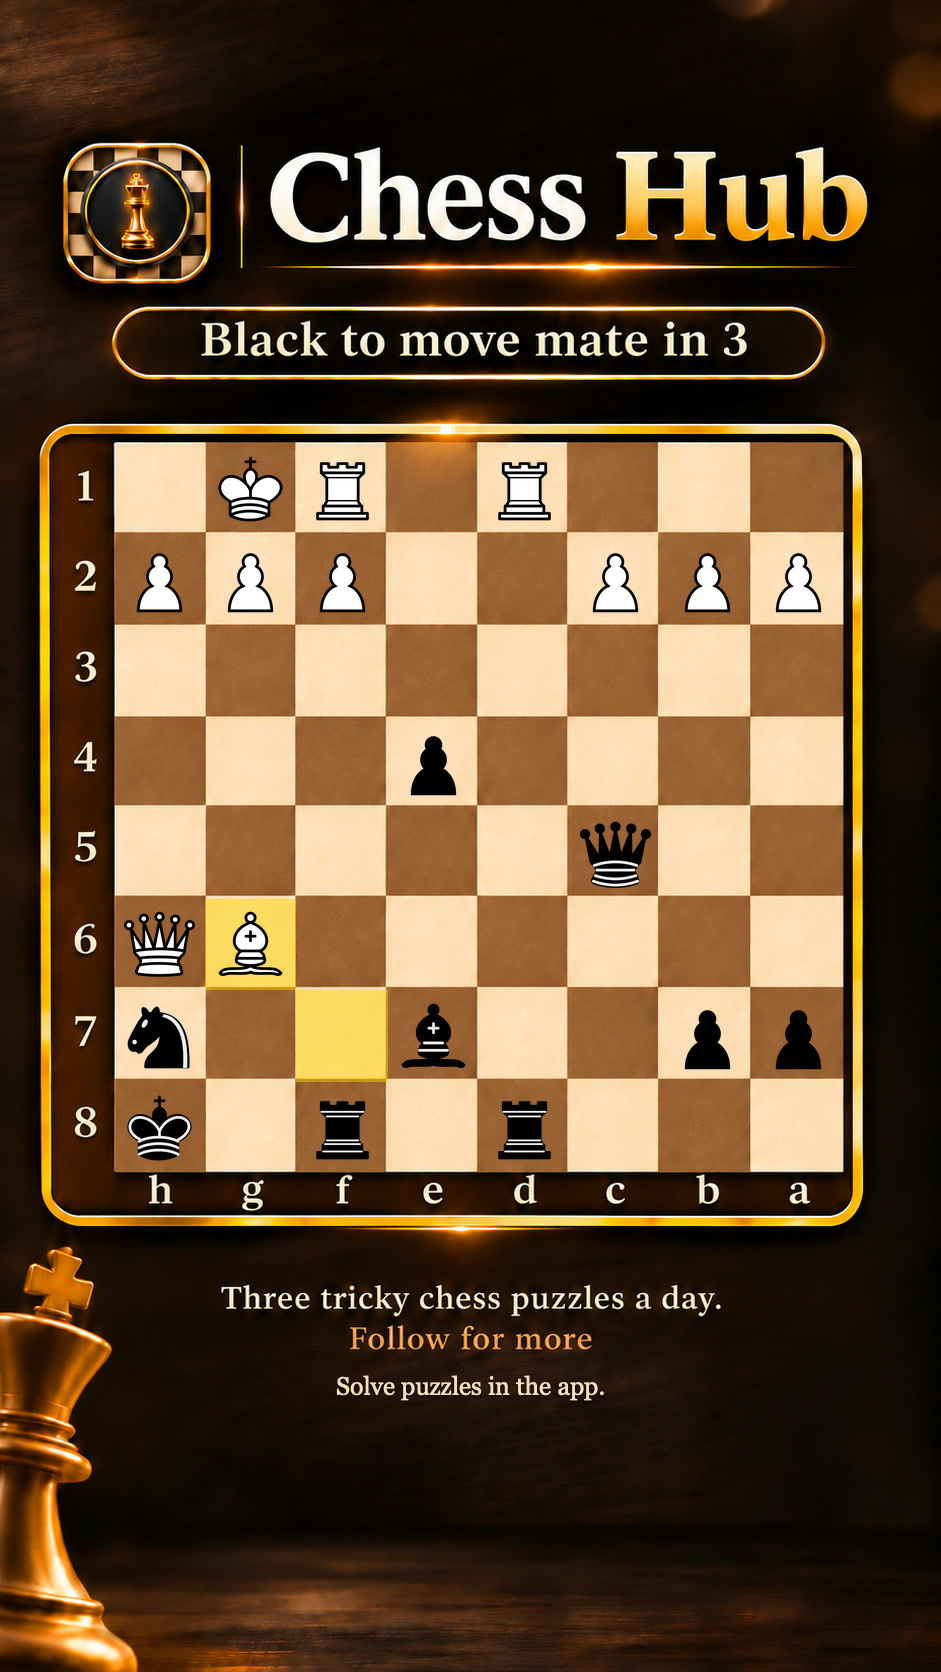 Chess Hub
Black to move mate in 3
1
2
3
4
5
6
7
8
h g f e d c b a
Three tricky chess puzzles a day.
Follow for more
Solve puzzles in the app.